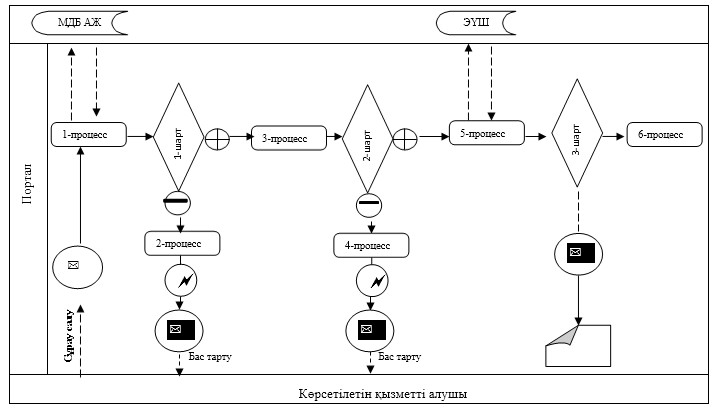 МДБ АЖ
ЭҮШ
Портал
1-процесс
1-шарт
3-процесс
2-шарт
5-процесс
3-шарт
6-процесс
2-процесс
4-процесс
Сұрау салу
Бас тарту
Бас тарту
Көрсетілетін қызметті алушы